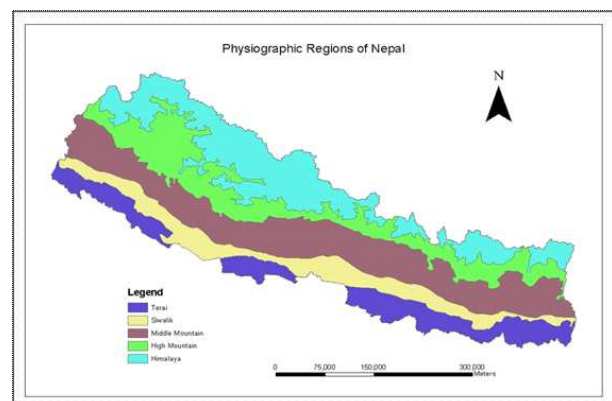 Physiographic Regions of Nepal
N
Legend
Terai
Siwalik
Middle Mountain
High Mountain
Himalaya
0 75,000 150,000 300,000
Meters